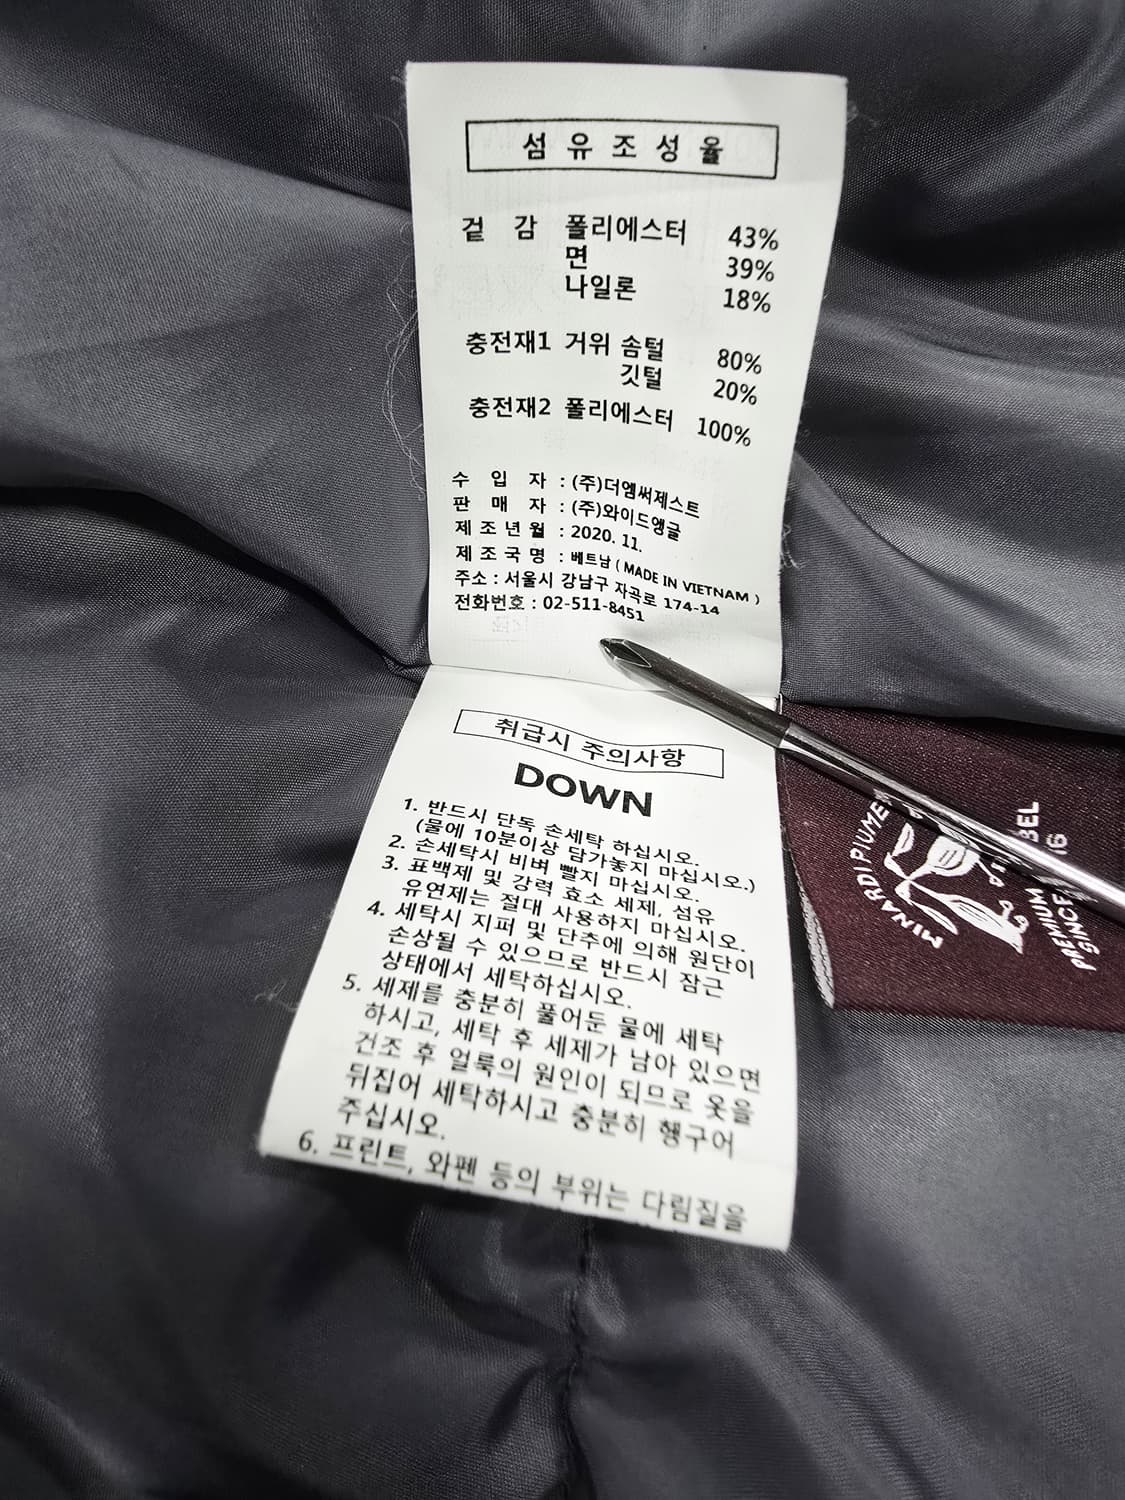 섬유조성율
겉 감 폴리에스터 43%
면 39%
나일론 18%
충전재1 거위 솜털 80%
깃털 20%
충전재2 폴리에스터 100%
수 입 자 : (주)더엠써제스트
판 매 자 : (주)와이드앵글
제조년월 : 2020. 11.
제조국명 : 베트남 ( MADE IN VIETNAM )
주소 : 서울시 강남구 자곡로 174-14
전화번호 : 02-511-8451
취급시 주의사항
DOWN
1. 반드시 단독 손세탁 하십시오.
(물에 10분이상 담가놓지 마십시오.)
2. 손세탁시 비벼 빨지 마십시오.
3. 표백제 및 강력 효소 세제, 섬유
유연제는 절대 사용하지 마십시오.
4. 세탁시 지퍼 및 단추에 의해 원단이
손상될 수 있으므로 반드시 잠근
상태에서 세탁하십시오.
5. 세제를 충분히 풀어둔 물에 세탁
하시고, 세탁 후 세제가 남아 있으면
건조 후 얼룩의 원인이 되므로 옷을
뒤집어 세탁하시고 충분히 헹구어
주십시오.
6. 프린트, 와펜 등의 부위는 다림질을
MINARDI PIUME
PREMIUM
SINCE